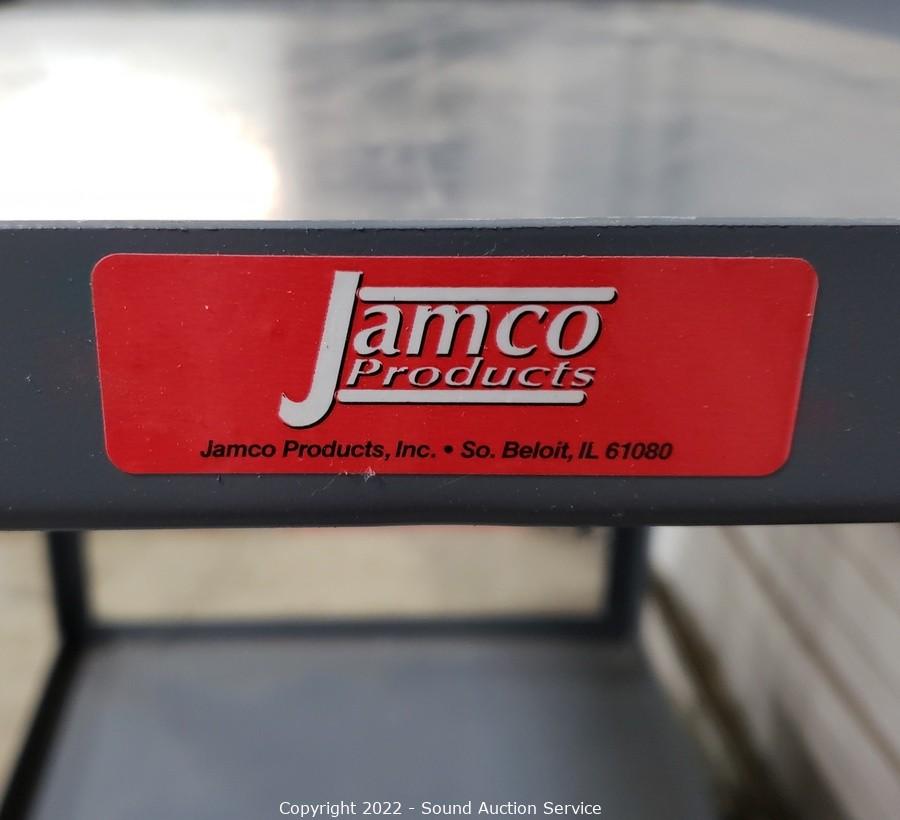 Jamco
Products
Jamco Products, Inc. • So. Beloit, IL 61080
Copyright 2022 - Sound Auction Service